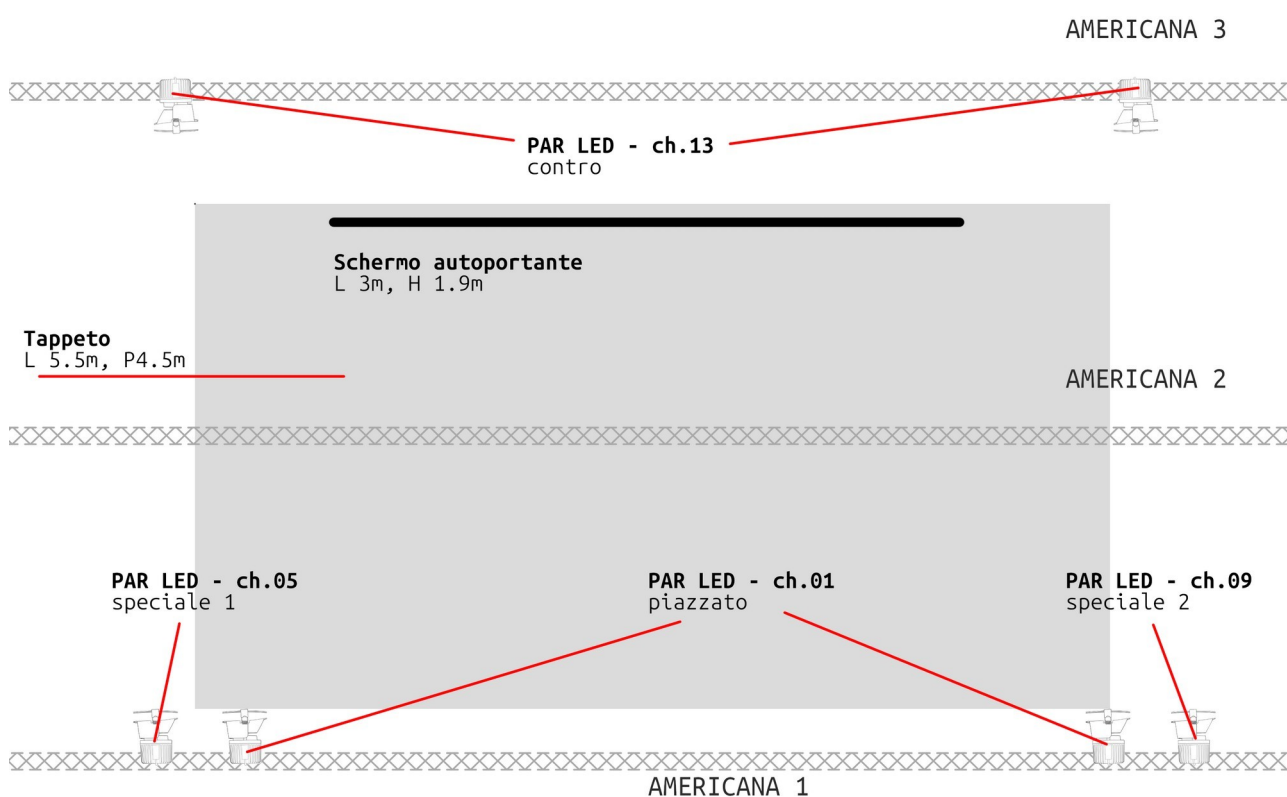 AMERICANA 3
PAR LED - ch.13
contro
Schermo autoportante
L 3m, H 1.9m
Tappeto
L 5.5m, P4.5m
AMERICANA 2
PAR LED - ch.05
speciale 1
PAR LED - ch.01
piazzato
PAR LED - ch.09
speciale 2
AMERICANA 1